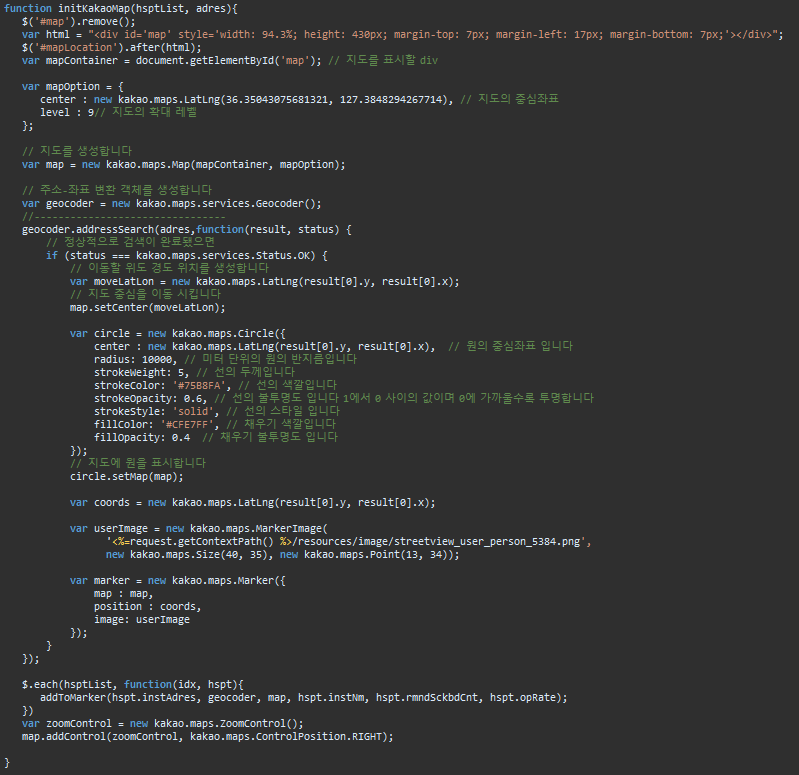 function initKakaoMap(hsptList, adres){
$('#map').remove();
var html = "<div id='map' style='width: 94.3%; height: 430px; margin-top: 7px; margin-left: 17px; margin-bottom: 7px;'></div>";
$('#mapLocation').after(html);
var mapContainer = document.getElementById('map'); // 지도를 표시할 div
var mapOption = {
center : new kakao.maps.LatLng(36.35043075681321, 127.3848294267714), // 지도의 중심좌표
level : 9// 지도의 확대 레벨
};
// 지도를 생성합니다
var map = new kakao.maps.Map(mapContainer, mapOption);
// 주소-좌표 변환 객체를 생성합니다
var geocoder = new kakao.maps.services.Geocoder();
//--------------------------------
geocoder.addressSearch(adres,function(result, status) {
// 정상적으로 검색이 완료됐으면
if (status === kakao.maps.services.Status.OK) {
// 이동할 위도 경도 위치를 생성합니다
var moveLatLon = new kakao.maps.LatLng(result[0].y, result[0].x);
// 지도 중심을 이동 시킵니다
map.setCenter(moveLatLon);
var circle = new kakao.maps.Circle({
center : new kakao.maps.LatLng(result[0].y, result[0].x),  // 원의 중심좌표 입니다
radius: 10000, // 미터 단위의 원의 반지름입니다
strokeWeight: 5, // 선의 두께입니다
strokeColor: '#75B8FA', // 선의 색깔입니다
strokeOpacity: 0.6, // 선의 불투명도 입니다 1에서 0 사이의 값이며 0에 가까울수록 투명합니다
strokeStyle: 'solid', // 선의 스타일 입니다
fillColor: '#CFE7FF', // 채우기 색깔입니다
fillOpacity: 0.4  // 채우기 불투명도 입니다
});
// 지도에 원을 표시합니다
circle.setMap(map);
var coords = new kakao.maps.LatLng(result[0].y, result[0].x);
var userImage = new kakao.maps.MarkerImage(
'<%=request.getContextPath() %>/resources/image/streetview_user_person_5384.png',
new kakao.maps.Size(40, 35), new kakao.maps.Point(13, 34));
var marker = new kakao.maps.Marker({
map : map,
position : coords,
image: userImage
});
}
});
$.each(hsptList, function(idx, hspt){
addToMarker(hspt.instAdres, geocoder, map, hspt.instNm, hspt.rmndSckbdCnt, hspt.opRate);
})
var zoomControl = new kakao.maps.ZoomControl();
map.addControl(zoomControl, kakao.maps.ControlPosition.RIGHT);
}